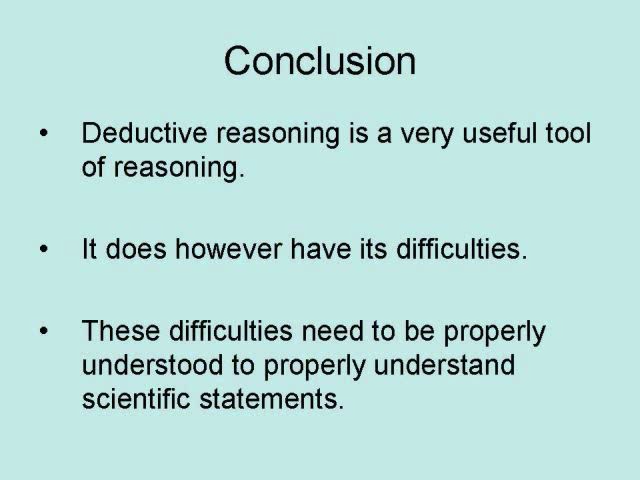 Conclusion
• Deductive reasoning is a very useful tool
of reasoning.
• It does however have its difficulties.
• These difficulties need to be properly
understood to properly understand
scientific statements.